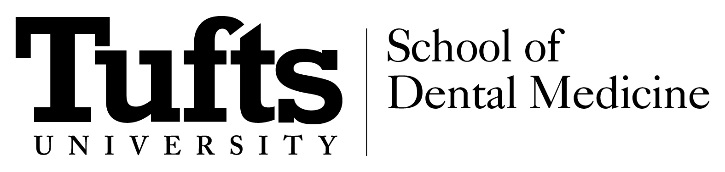 Tufts
UNIVERSITY
School of
Dental Medicine